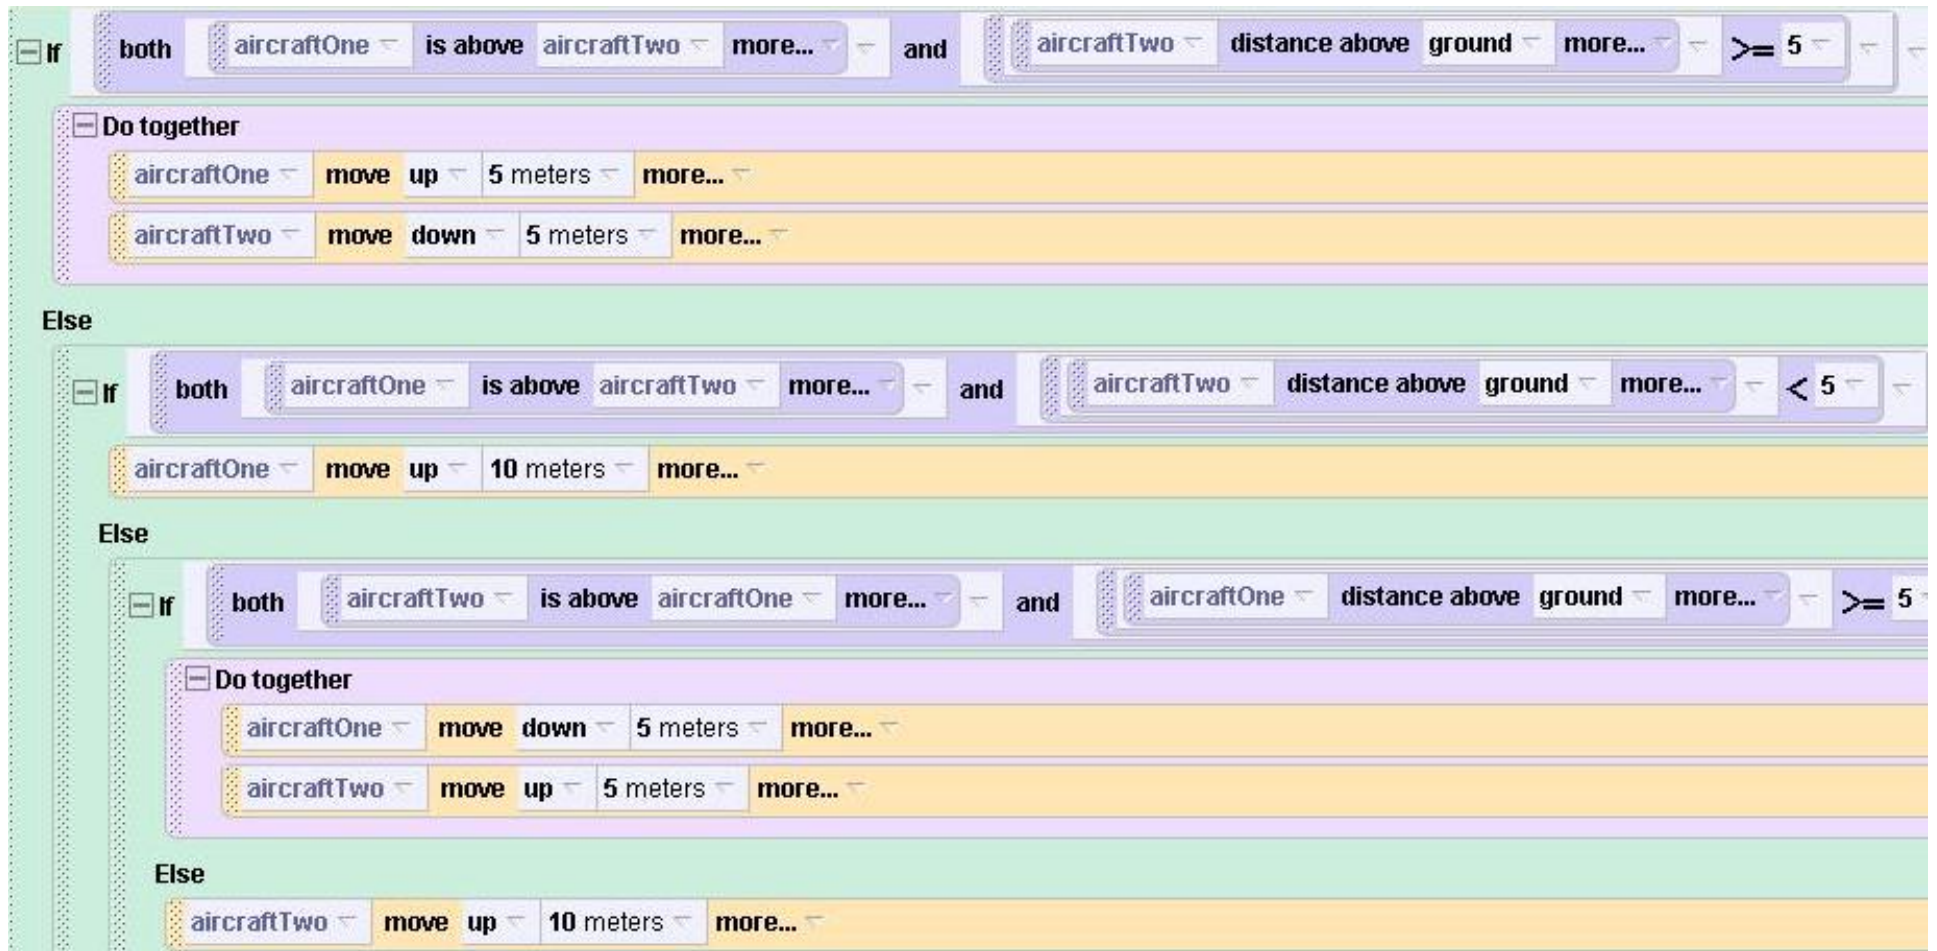 If both aircraftOne is above aircraftTwo more... and aircraftTwo distance above ground more... >= 5
Do together
aircraftOne move up 5 meters more...
aircraftTwo move down 5 meters more...
Else
If both aircraftOne is above aircraftTwo more... and aircraftTwo distance above ground more... < 5
aircraftOne move up 10 meters more...
Else
If both aircraftTwo is above aircraftOne more... and aircraftOne distance above ground more... >= 5
Do together
aircraftOne move down 5 meters more...
aircraftTwo move up 5 meters more...
Else
aircraftTwo move up 10 meters more...